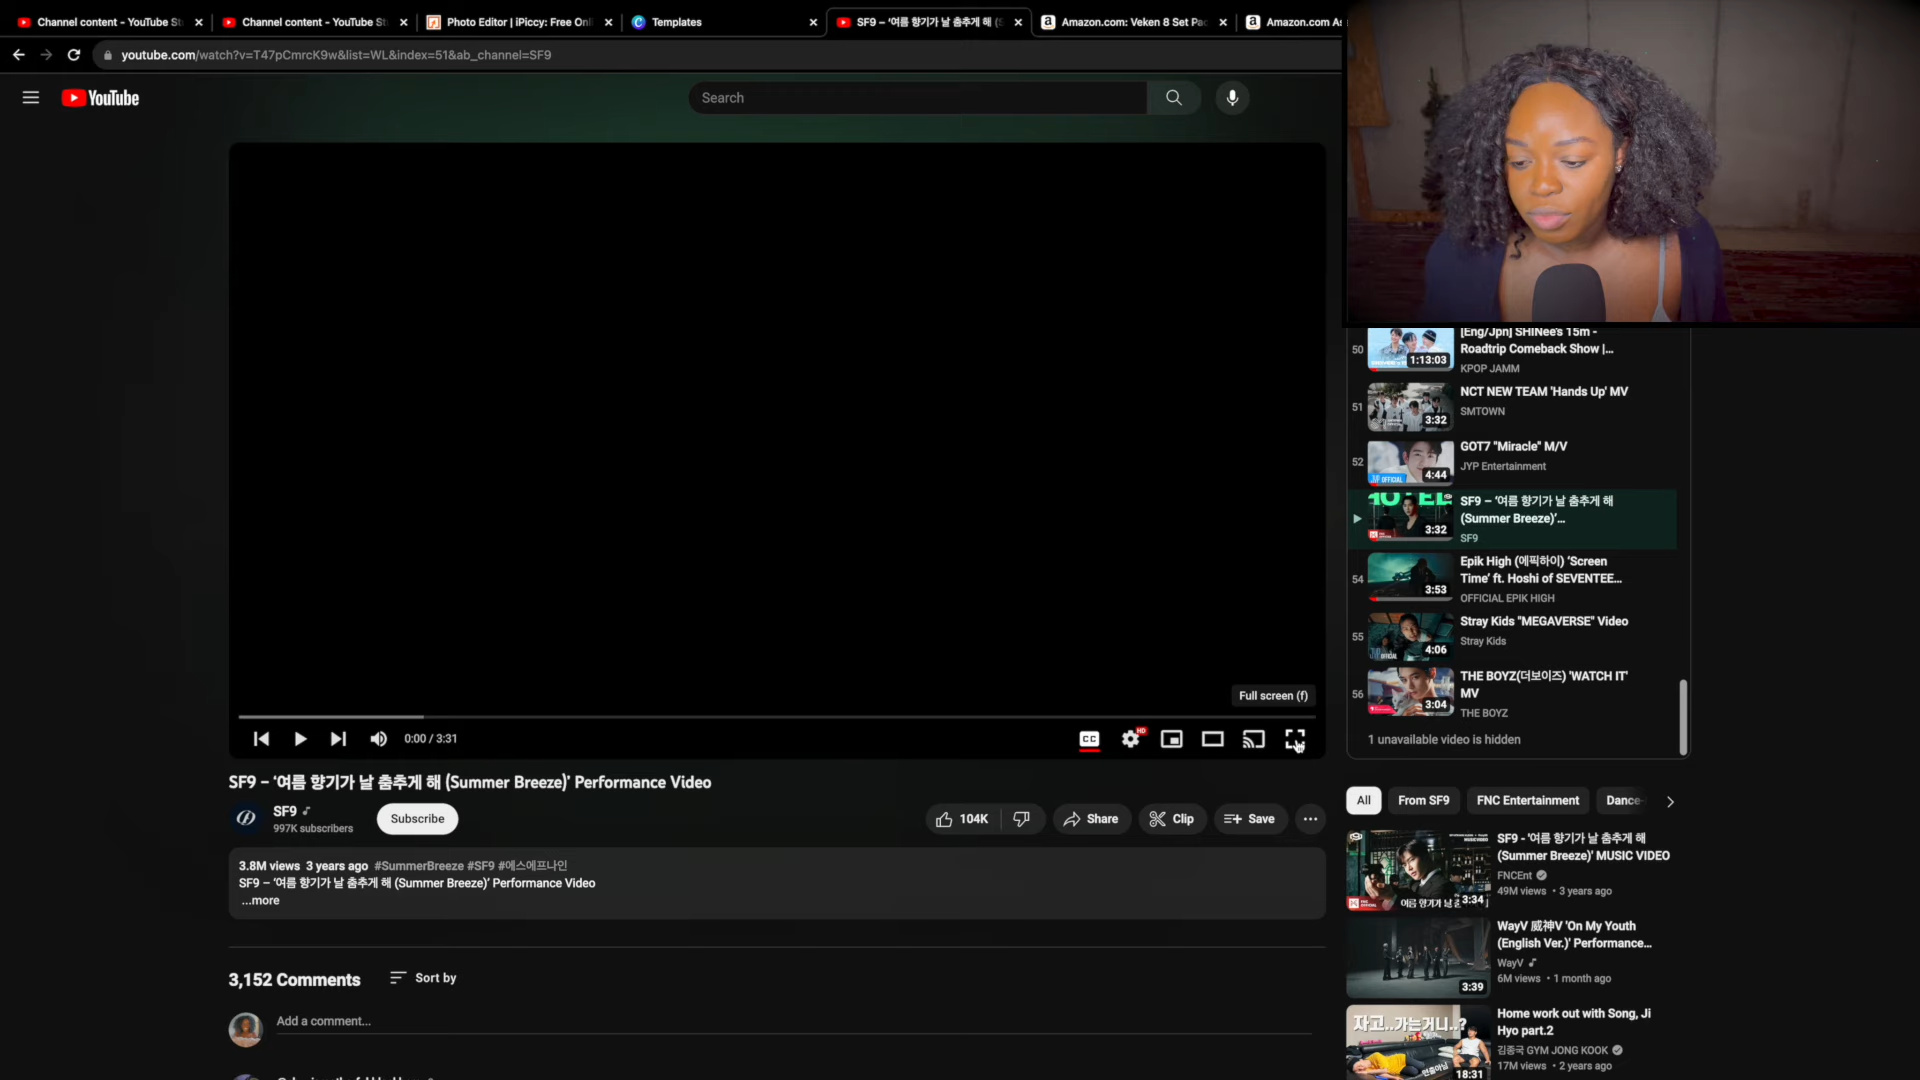 Channel content - YouTube St
Channel content - YouTube St
Photo Editor | iPiccy: Free Onl
Templates
SF9 – '여름 향기가 날 춤추게 해 (S
Amazon.com: Veken 8 Set Pac
Amazon.com As
youtube.com/watch?v=T47pCmrcK9w&list=WL&index=51&ab_channel=SF9
YouTube
Search
50
1:13:03
[Eng/Jpn] SHINee's 15m -
Roadtrip Comeback Show |...
KPOP JAMM
51
3:32
NCT NEW TEAM 'Hands Up' MV
SMTOWN
52
4:44
JYP OFFICIAL
GOT7 "Miracle" M/V
JYP Entertainment
HOTEL
3:32
SF9 – '여름 향기가 날 춤추게 해
(Summer Breeze)'...
SF9
54
3:53
Epik High (에픽하이) 'Screen
Time' ft. Hoshi of SEVENTEE...
OFFICIAL EPIK HIGH
55
4:06
JYP OFFICIAL
Stray Kids "MEGAVERSE" Video
Stray Kids
56
3:04
THE BOYZ(더보이즈) 'WATCH IT'
MV
THE BOYZ
1 unavailable video is hidden
Full screen (f)
0:00 / 3:31
CC
HD
SF9 – '여름 향기가 날 춤추게 해 (Summer Breeze)' Performance Video
SF9
997K subscribers
Subscribe
104K
Share
Clip
Save
3.8M views 3 years ago #SummerBreeze #SF9 #에스에프나인
SF9 – '여름 향기가 날 춤추게 해 (Summer Breeze)' Performance Video
...more
3,152 Comments
Sort by
Add a comment...
All
From SF9
FNC Entertainment
Dance-
3:34
SF9 - '여름 향기가 날 춤추게 해
(Summer Breeze)' MUSIC VIDEO
FNCEnt
49M views • 3 years ago
3:39
WayV 威神V 'On My Youth
(English Ver.)' Performance...
WayV
6M views • 1 month ago
자고..가는거니..?
18:31
Home work out with Song, Ji
Hyo part.2
김종국 GYM JONG KOOK
17M views • 2 years ago